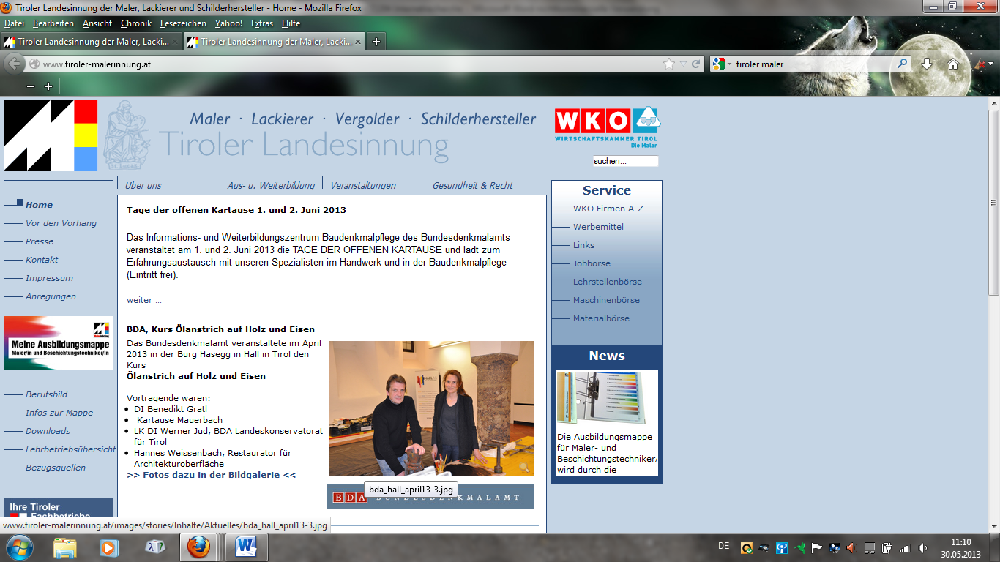 Tiroler Landesinnung der Maler, Lackierer und Schilderhersteller - Home - Mozilla Firefox
Datei Bearbeiten Ansicht Chronik Lesezeichen Yahoo! Extras Hilfe
Tiroler Landesinnung der Maler, Lacki...
Tiroler Landesinnung der Maler, Lacki...
www.tiroler-malerinnung.at
tiroler maler
Maler · Lackierer · Vergolder · Schilderhersteller
Tiroler Landesinnung
St. Lucas
WKO
WIRTSCHAFTSKAMMER TIROL
Die Maler
suchen...
Über uns
Aus- u. Weiterbildung
Veranstaltungen
Gesundheit & Recht
Home
Vor den Vorhang
Presse
Kontakt
Impressum
Anregungen
Meine Ausbildungsmappe
Maler/in und Beschichtungstechniker/in
Berufsbild
Infos zur Mappe
Downloads
Lehrbetriebsübersicht
Bezugsquellen
Ihre Tiroler
Fachbetriebe
Tage der offenen Kartause 1. und 2. Juni 2013
Das Informations- und Weiterbildungszentrum Baudenkmalpflege des Bundesdenkmalamts
veranstaltet am 1. und 2. Juni 2013 die TAGE DER OFFENEN KARTAUSE und lädt zum
Erfahrungsaustausch mit unseren Spezialisten im Handwerk und in der Baudenkmalpflege
(Eintritt frei).
weiter ...
BDA, Kurs Ölanstrich auf Holz und Eisen
Das Bundesdenkmalamt veranstaltete im April
2013 in der Burg Hasegg in Hall in Tirol den
Kurs
Ölanstrich auf Holz und Eisen
Vortragende waren:
• DI Benedikt Gratl
• Kartause Mauerbach
• LK DI Werner Jud, BDA Landeskonservatorat
für Tirol
• Hannes Weissenbach, Restaurator für
Architekturoberfläche
>> Fotos dazu in der Bildgalerie <<
HALL
bda_hall_april13-3.jpg
BDA BUNDESDENKMALAMT
Service
WKO Firmen A-Z
Werbemittel
Links
Jobbörse
Lehrstellenbörse
Maschinenbörse
Materialbörse
News
Die Ausbildungsmappe
für Maler- und
Beschichtungstechniker/
wird durch die
www.tiroler-malerinnung.at/images/stories/Inhalte/Aktuelles/bda_hall_april13-3.jpg
DE
11:10
30.05.2013